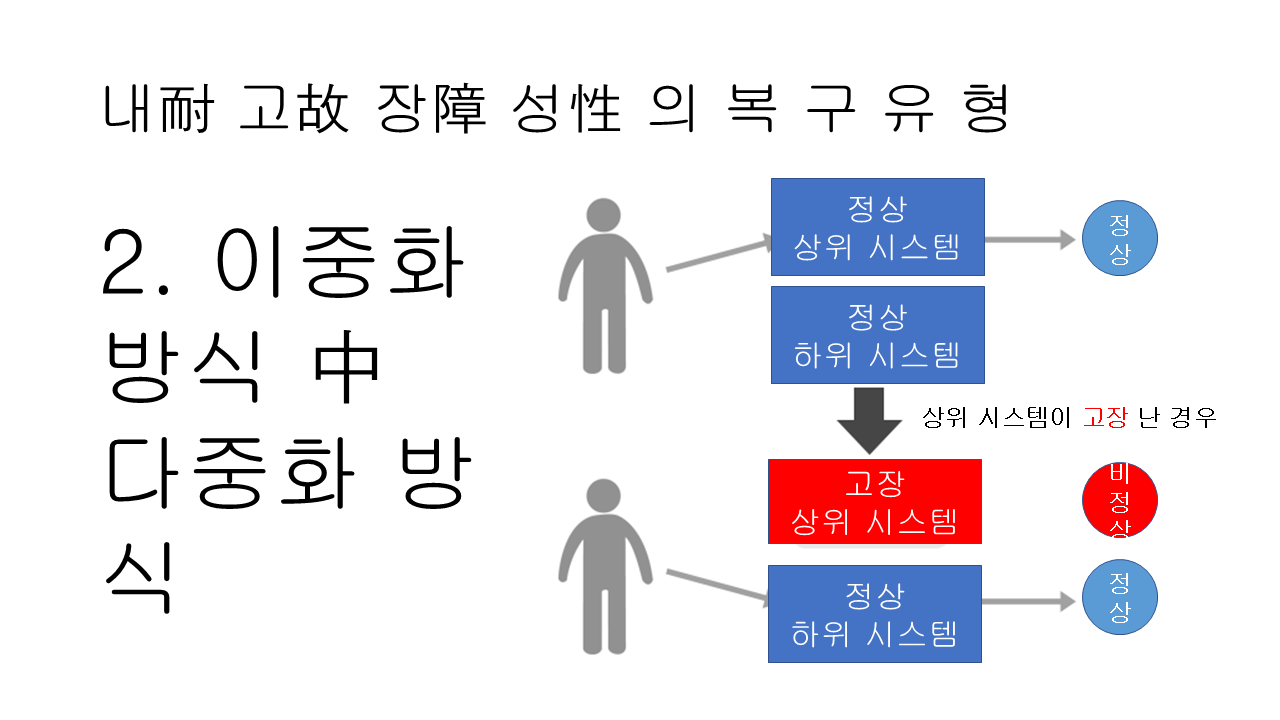 내耐 고故 장障 성性 의 복 구 유 형
2. 이중화
방식 中
다중화 방
식
정상
상위 시스템
정
상
정상
하위 시스템
상위 시스템이 고장 난 경우
고장
상위 시스템
비
정
상
정상
하위 시스템
정
상